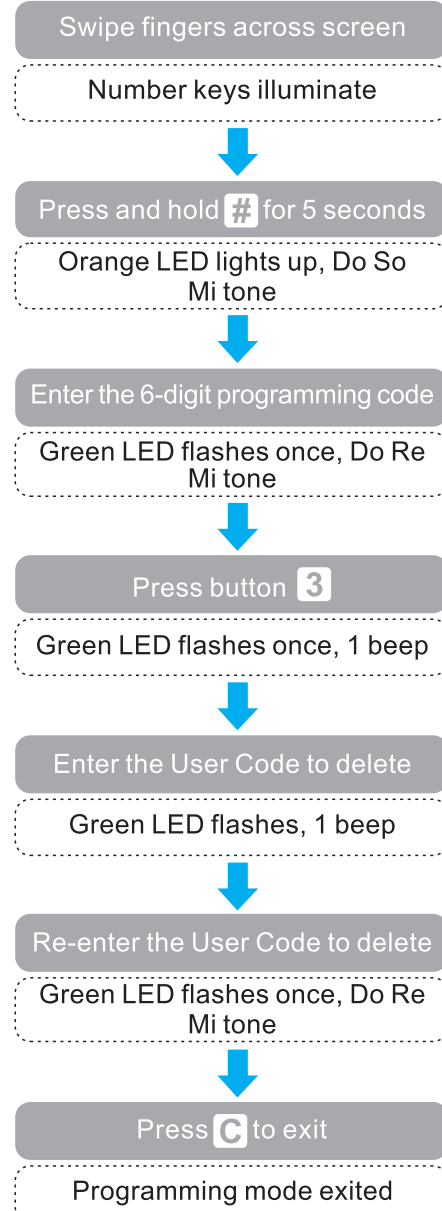 Swipe fingers across screen
Number keys illuminate
Press and hold # for 5 seconds
Orange LED lights up, Do So
Mi tone
Enter the 6-digit programming code
Green LED flashes once, Do Re
Mi tone
Press button 3
Green LED flashes once, 1 beep
Enter the User Code to delete
Green LED flashes, 1 beep
Re-enter the User Code to delete
Green LED flashes once, Do Re
Mi tone
Press C to exit
Programming mode exited